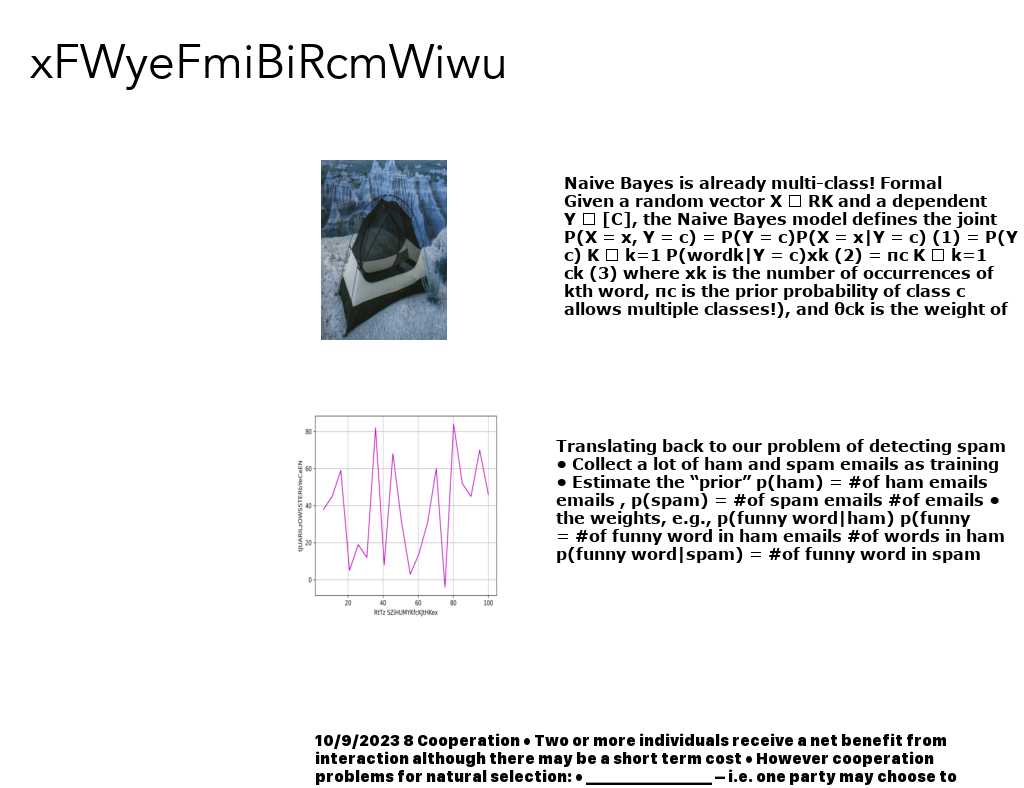 xFWyeFmiBiRcmWiwu
Naive Bayes is already multi-class! Formal
Given a random vector X □ RK and a dependent
Y □ [C], the Naive Bayes model defines the joint
P(X = x, Y = c) = P(Y = c)P(X = x|Y = c) (1) = P(Y
c) K □ k=1 P(wordk|Y = c)xk (2) = πc K □ k=1
ck (3) where xk is the number of occurrences of
kth word, πc is the prior probability of class c
allows multiple classes!), and θck is the weight of
80
60
40
20
0
20 40 60 80 100
Translating back to our problem of detecting spam
• Collect a lot of ham and spam emails as training
• Estimate the “prior” p(ham) = #of ham emails
emails , p(spam) = #of spam emails #of emails •
the weights, e.g., p(funny word|ham) p(funny
= #of funny word in ham emails #of words in ham
p(funny word|spam) = #of funny word in spam
10/9/2023 8 Cooperation • Two or more individuals receive a net benefit from
interaction although there may be a short term cost • However cooperation
problems for natural selection: • _________________ – i.e. one party may choose to